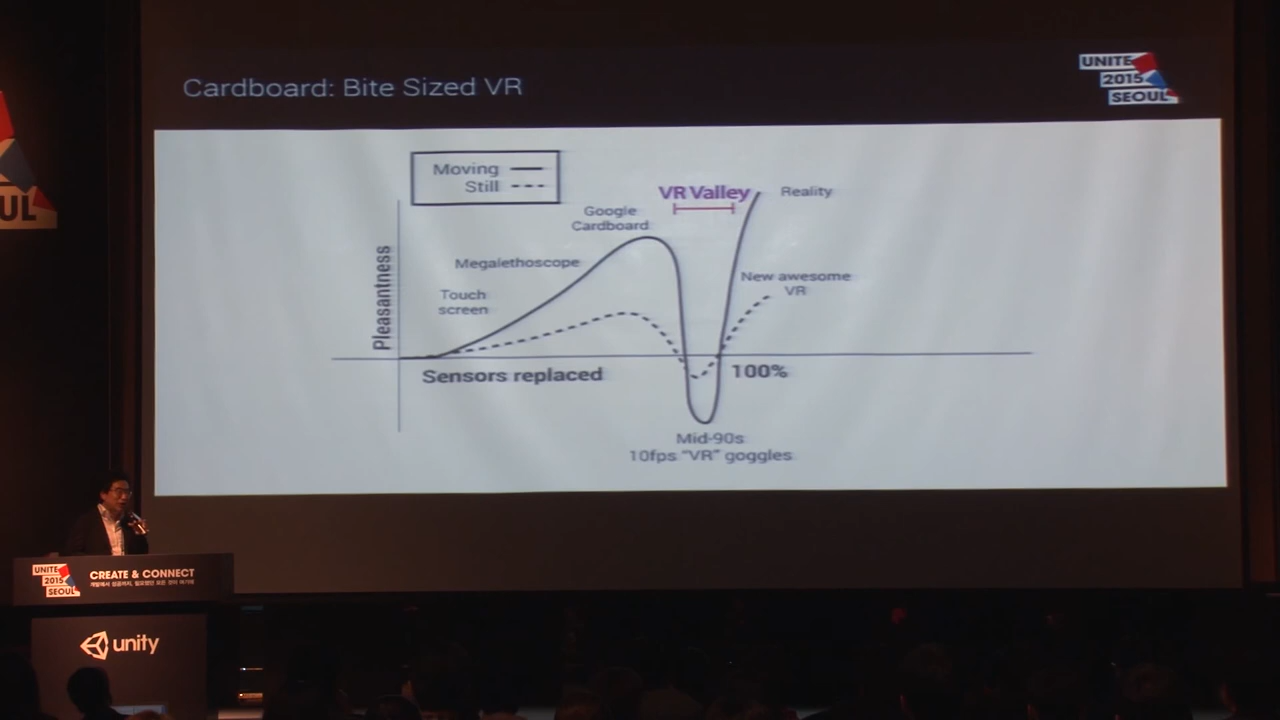 Cardboard: Bite Sized VR
UNITE
2015
SEOUL
UL
Moving
Still
VR Valley
Reality
Google
Cardboard
Megalethoscope
New awesome
VR
Touch
screen
Pleasantness
Sensors replaced
100%
Mid-90s
10fps “VR” goggles
UNITE
2015
SEOUL
CREATE & CONNECT
unity